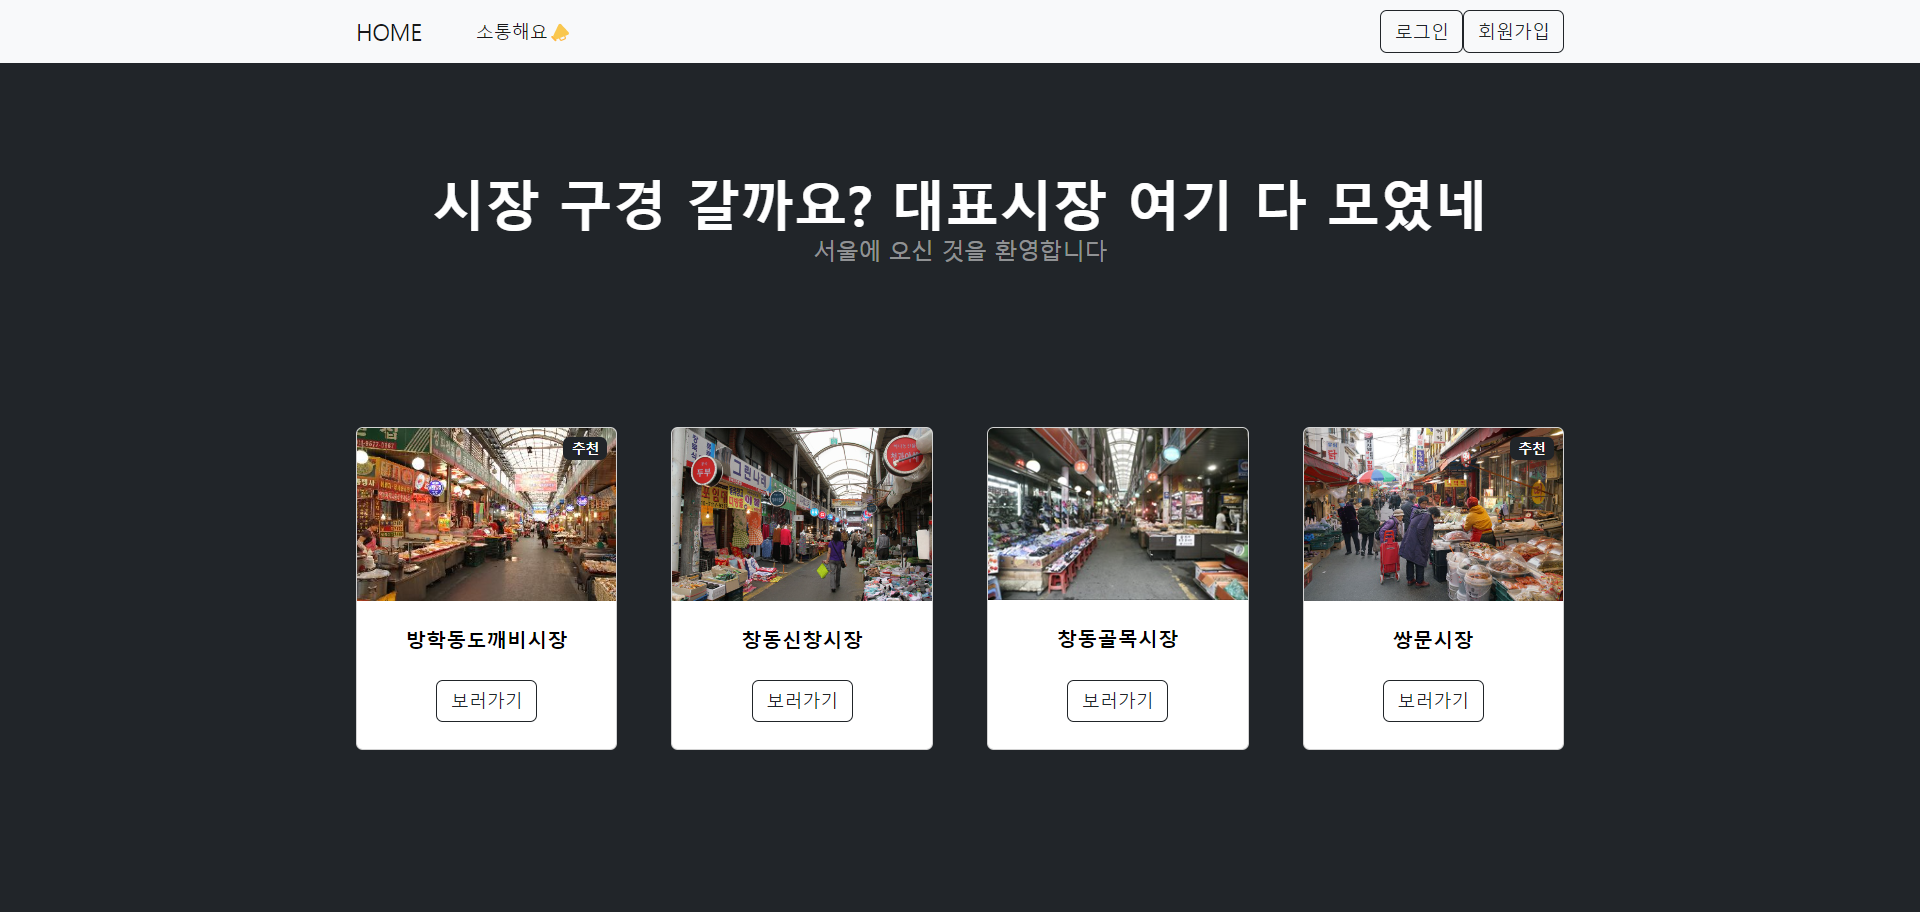 HOME 소통해요 로그인 회원가입
시장 구경 갈까요? 대표시장 여기 다 모였네
서울에 오신 것을 환영합니다
추천 추천
그린나래
방학동도깨비시장 창동신창시장 창동골목시장 쌍문시장
보러가기 보러가기 보러가기 보러가기